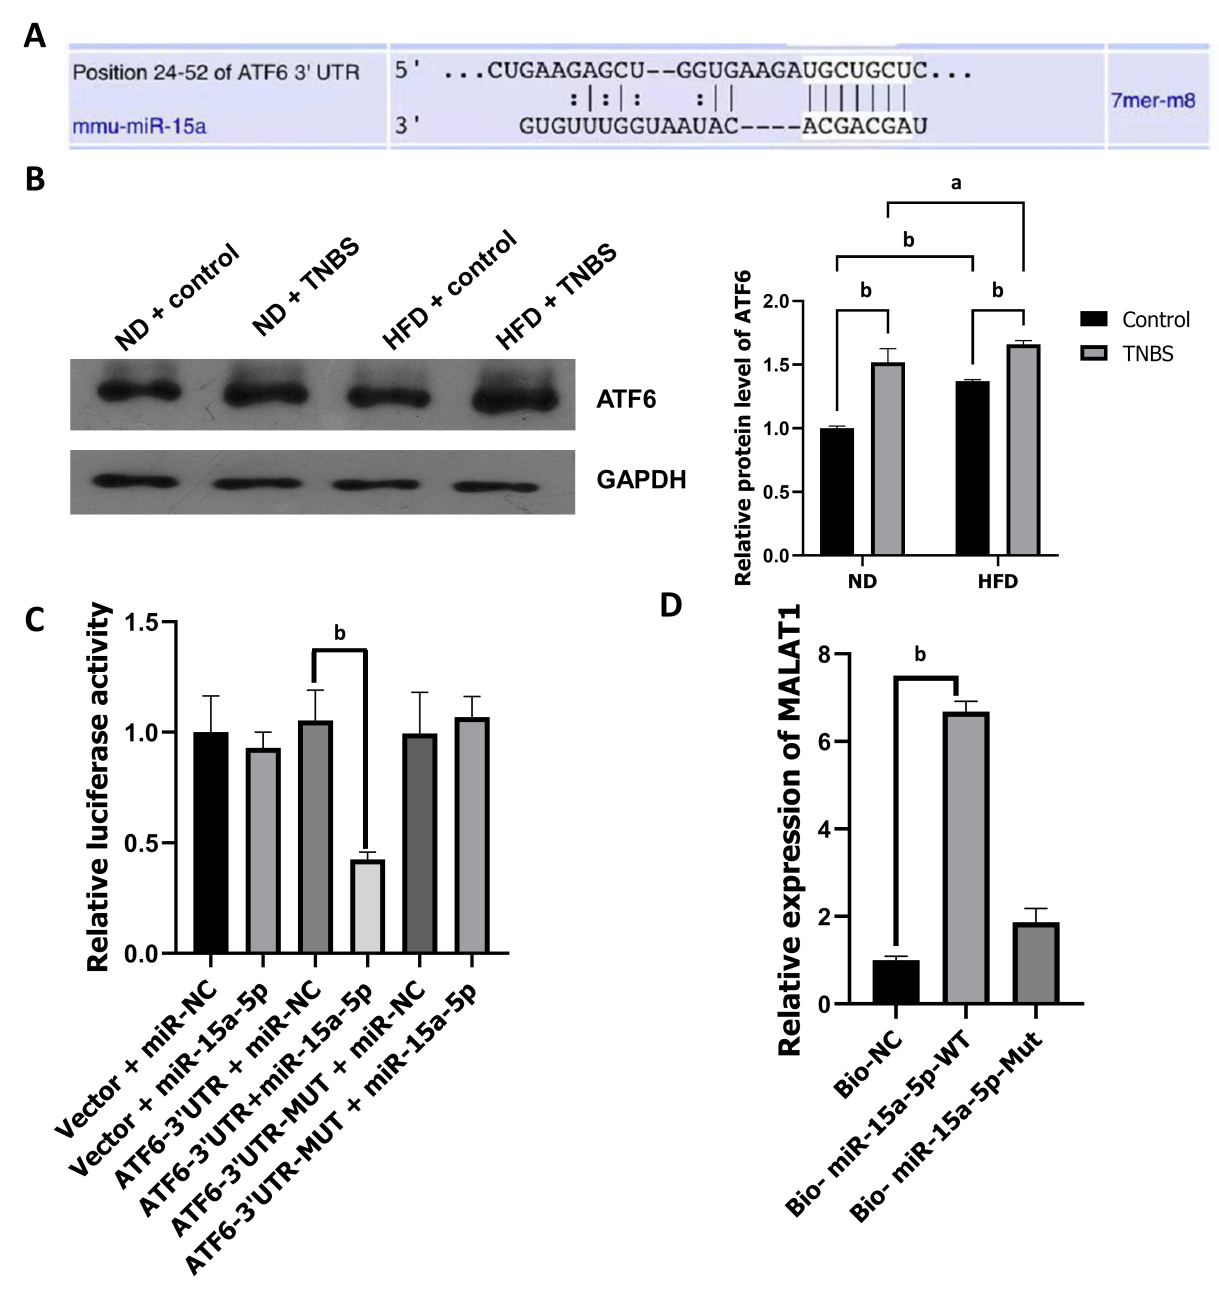 A
Position 24-52 of ATF6 3' UTR 5' ...CUGAAGAGCU--GGUGAAGAUGCUGCUC... 7mer-m8
mmu-miR-15a 3' GUGUUUGGUAAUAC----ACGACGAU
B
ND + control
ND + TNBS
HFD + control
HFD + TNBS
ATF6
GAPDH
Relative protein level of ATF6
2.0
1.5
1.0
0.5
0.0
a
b
b
b
ND
HFD
Control
TNBS
C
Relative luciferase activity
1.5
1.0
0.5
0.0
b
Vector + miR-NC
Vector + miR-15a-5p
ATF6-3'UTR + miR-NC
ATF6-3'UTR+miR-15a-5p
ATF6-3'UTR-MUT + miR-NC
ATF6-3'UTR-MUT + miR-15a-5p
D
Relative expression of MALAT1
8
6
4
2
0
b
Bio-NC
Bio- miR-15a-5p-WT
Bio- miR-15a-5p-Mut